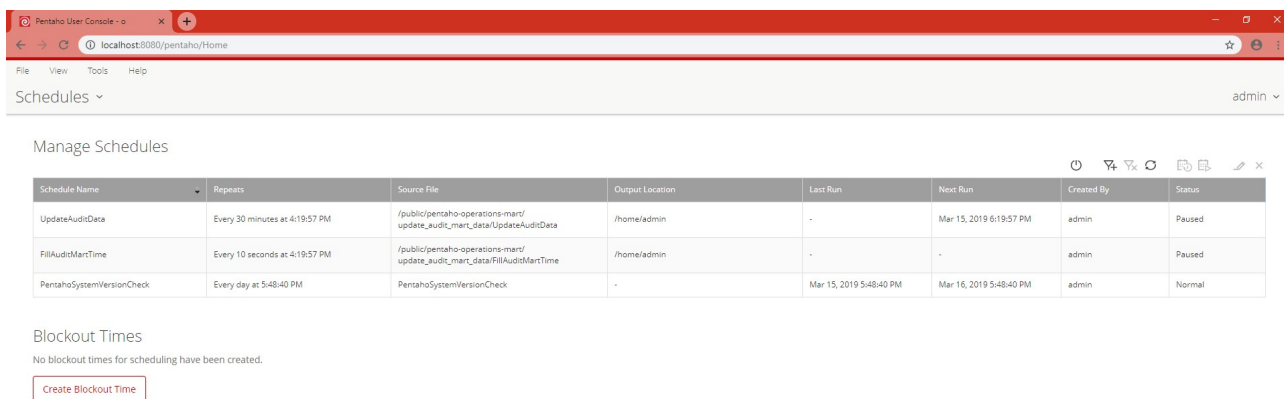 Pentaho User Console - o
localhost:8080/pentaho/Home
File View Tools Help
Schedules
admin
Manage Schedules
Schedule Name Repeats Source File Output Location Last Run Next Run Created By Status
UpdateAuditData Every 30 minutes at 4:19:57 PM /public/pentaho-operations-mart/
update_audit_mart_data/UpdateAuditData /home/admin - Mar 15, 2019 6:19:57 PM admin Paused
FillAuditMartTime Every 10 seconds at 4:19:57 PM /public/pentaho-operations-mart/
update_audit_mart_data/FillAuditMartTime /home/admin - - admin Paused
PentahoSystemVersionCheck Every day at 5:48:40 PM PentahoSystemVersionCheck - Mar 15, 2019 5:48:40 PM Mar 16, 2019 5:48:40 PM admin Normal
Blockout Times
No blockout times for scheduling have been created.
Create Blockout Time